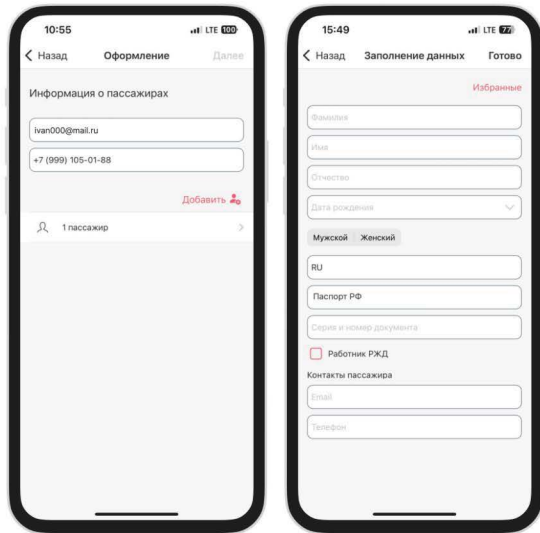 10:55
LTE 100
Назад
Оформление
Далее
Информация о пассажирах
ivan000@mail.ru
+7 (999) 105-01-88
Добавить
1 пассажир
15:49
LTE 77
Назад
Заполнение данных
Готово
Избранные
Фамилия
Имя
Отчество
Дата рождения
Мужской Женский
RU
Паспорт РФ
Серия и номер документа
Работник РЖД
Контакты пассажира
Email
Телефон